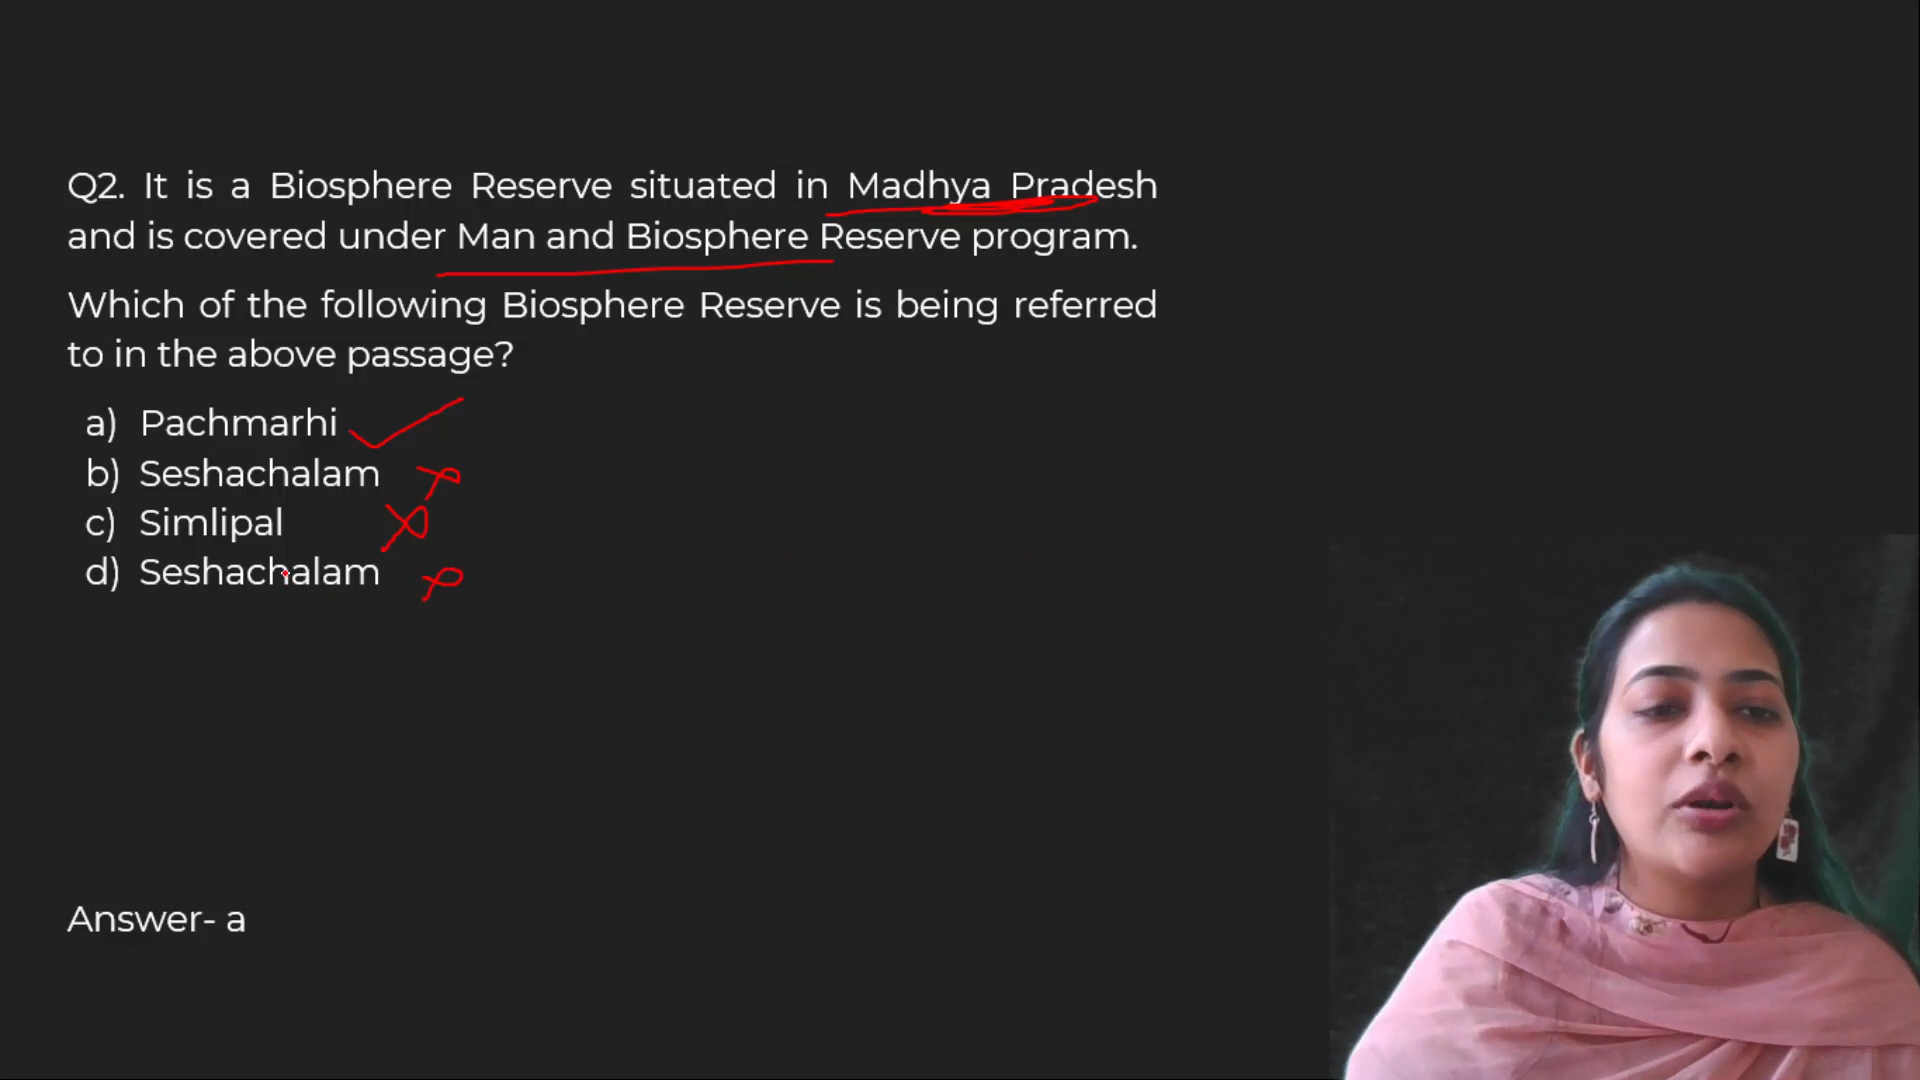 Q2. It is a Biosphere Reserve situated in Madhya Pradesh
and is covered under Man and Biosphere Reserve program.
Which of the following Biosphere Reserve is being referred
to in the above passage?
a) Pachmarhi
b) Seshachalam
c) Simlipal
d) Seshachalam
Answer- a